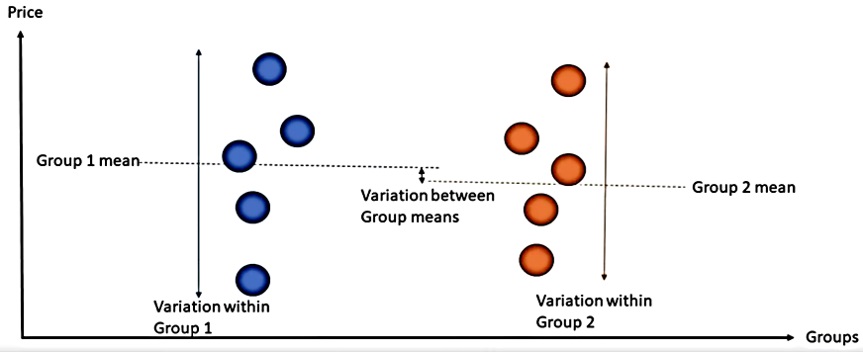 Price
Group 1 mean
Variation between
Group means
Group 2 mean
Variation within
Group 1
Variation within
Group 2
Groups